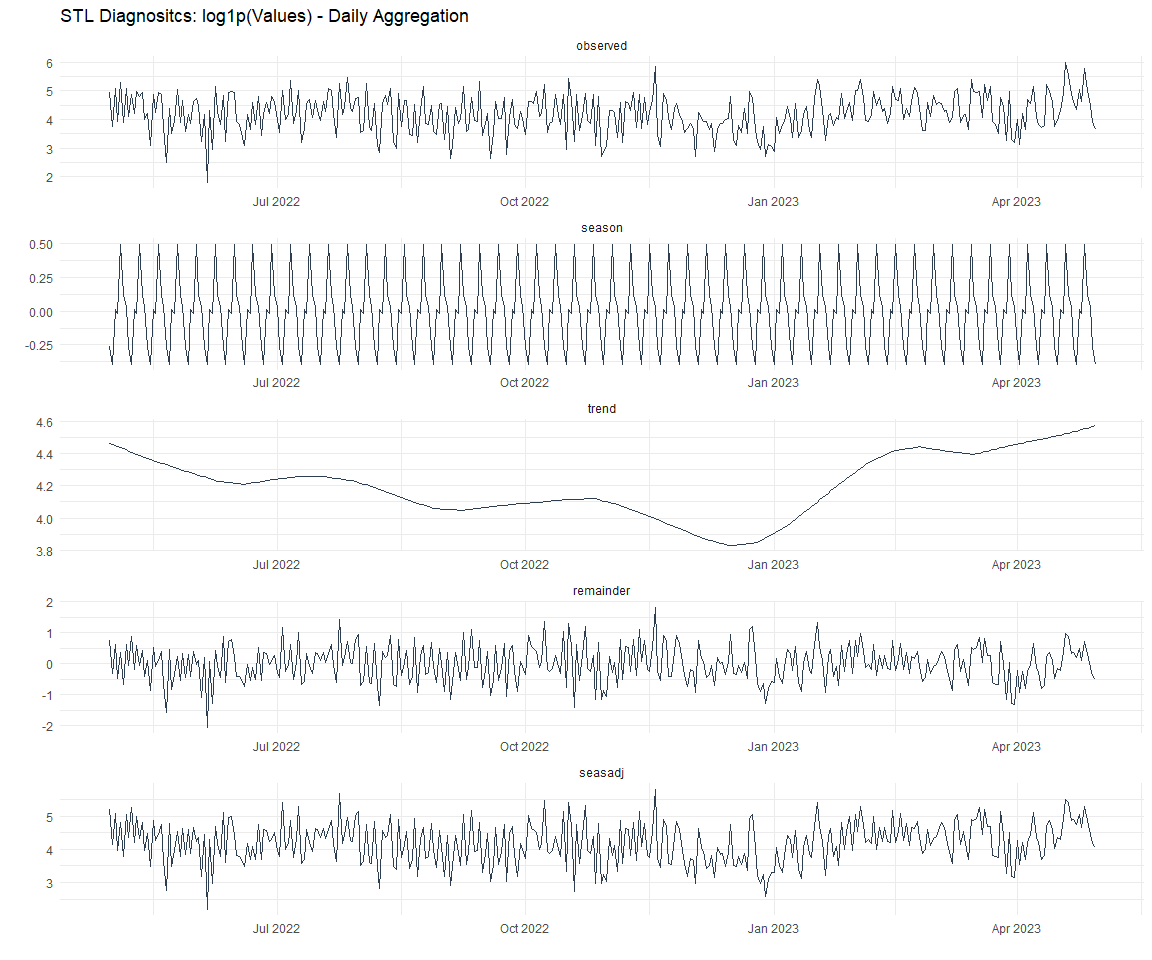 STL Diagnositcs: log1p(Values) - Daily Aggregation
observed
6
5
4
3
2
Jul 2022 Oct 2022 Jan 2023 Apr 2023
season
0.50
0.25
0.00
-0.25
Jul 2022 Oct 2022 Jan 2023 Apr 2023
trend
4.6
4.4
4.2
4.0
3.8
Jul 2022 Oct 2022 Jan 2023 Apr 2023
remainder
2
1
0
-1
-2
Jul 2022 Oct 2022 Jan 2023 Apr 2023
seasadj
5
4
3
Jul 2022 Oct 2022 Jan 2023 Apr 2023